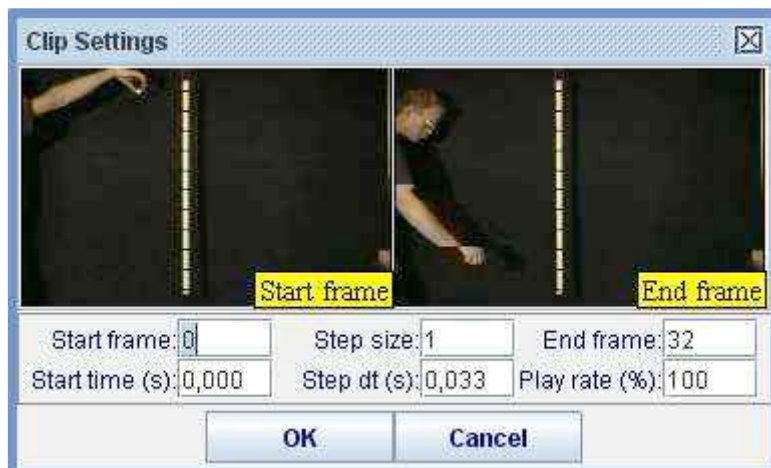 Clip Settings
Start frame End frame
Start frame: 0 Step size: 1 End frame: 32
Start time (s): 0,000 Step dt (s): 0,033 Play rate (%): 100
OK Cancel